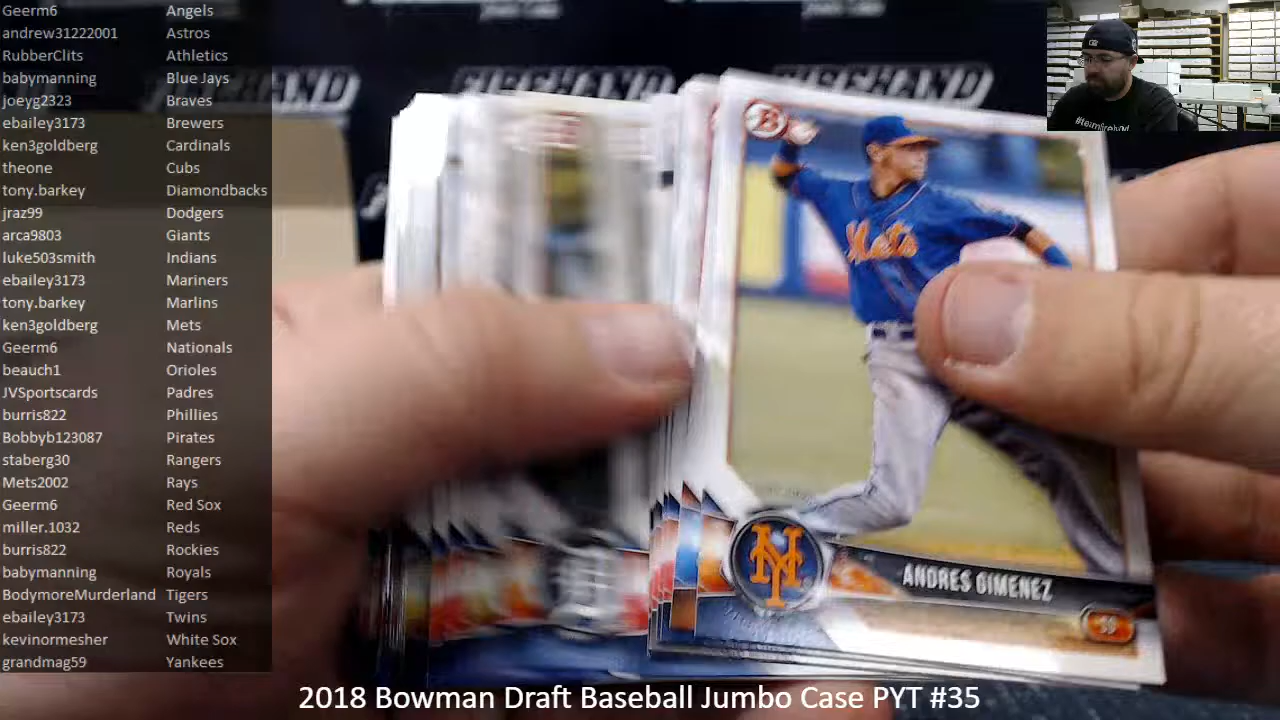 Geerm6 Angels
andrew31222001 Astros
RubberClits Athletics
babymanning Blue Jays
joeyg2323 Braves
ebailey3173 Brewers
ken3goldberg Cardinals
theone Cubs
tony.barkey Diamondbacks
jraz99 Dodgers
arca9803 Giants
luke503smith Indians
ebailey3173 Mariners
tony.barkey Marlins
ken3goldberg Mets
Geerm6 Nationals
beauch1 Orioles
JVSportscards Padres
burris822 Phillies
Bobbyb123087 Pirates
staberg30 Rangers
Mets2002 Rays
Geerm6 Red Sox
miller.1032 Reds
burris822 Rockies
babymanning Royals
BodymoreMurderland Tigers
ebailey3173 Twins
kevinormesher White Sox
grandmag59 Yankees
B
Mets
NY
ANDRES GIMENEZ
SS
2018 Bowman Draft Baseball Jumbo Case PYT #35